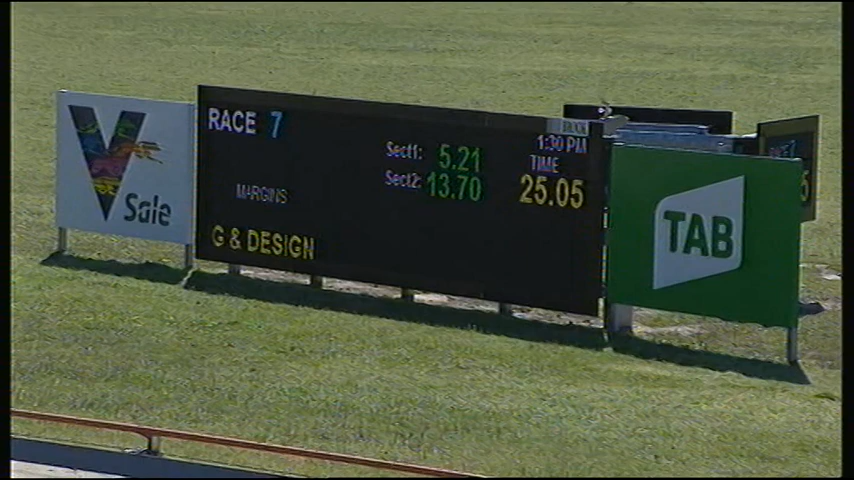 V
Sale
RACE 7
1:30 PM
Sect1: 5.21
TIME
Sect2: 13.70
25.05
MARGINS
G & DESIGN
TAB